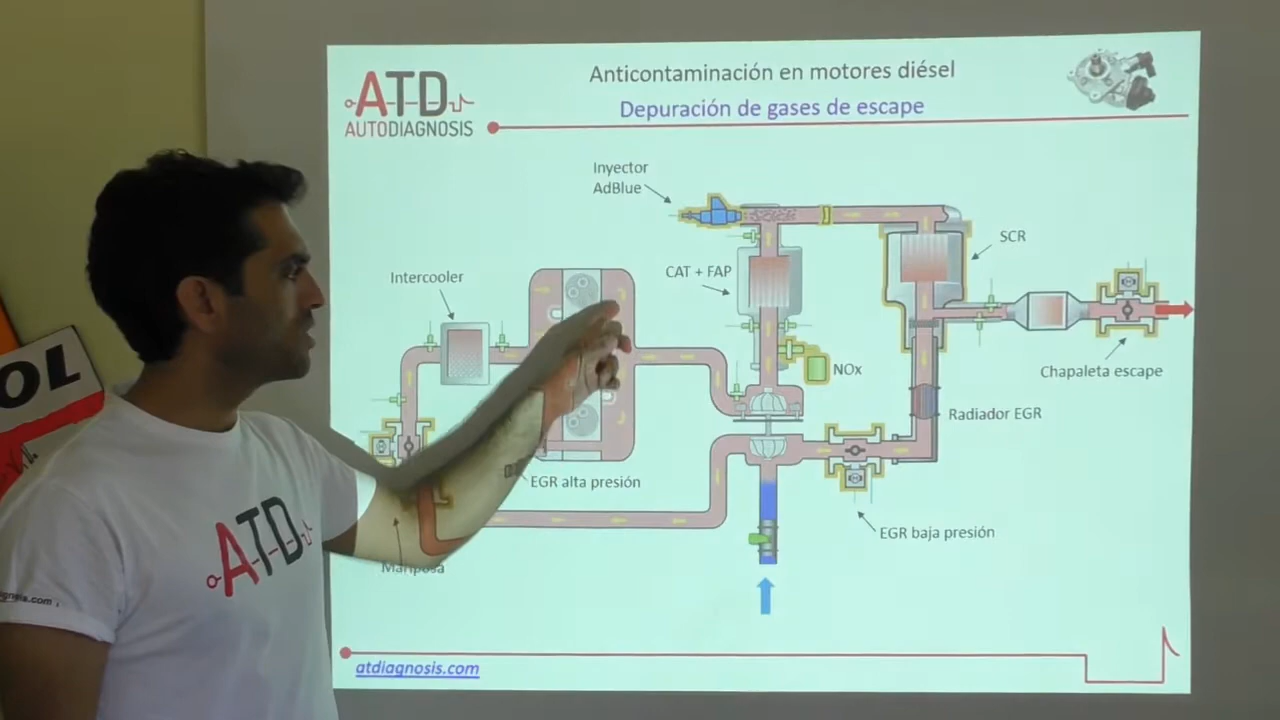 ATD
AUTODIAGNOSIS
Anticontaminación en motores diésel
Depuración de gases de escape
Inyector
AdBlue
Intercooler
CAT + FAP
SCR
NOx
Chapaleta escape
Radiador EGR
EGR alta presión
EGR baja presión
Mariposa
atdiagnosis.com
ATD
OL